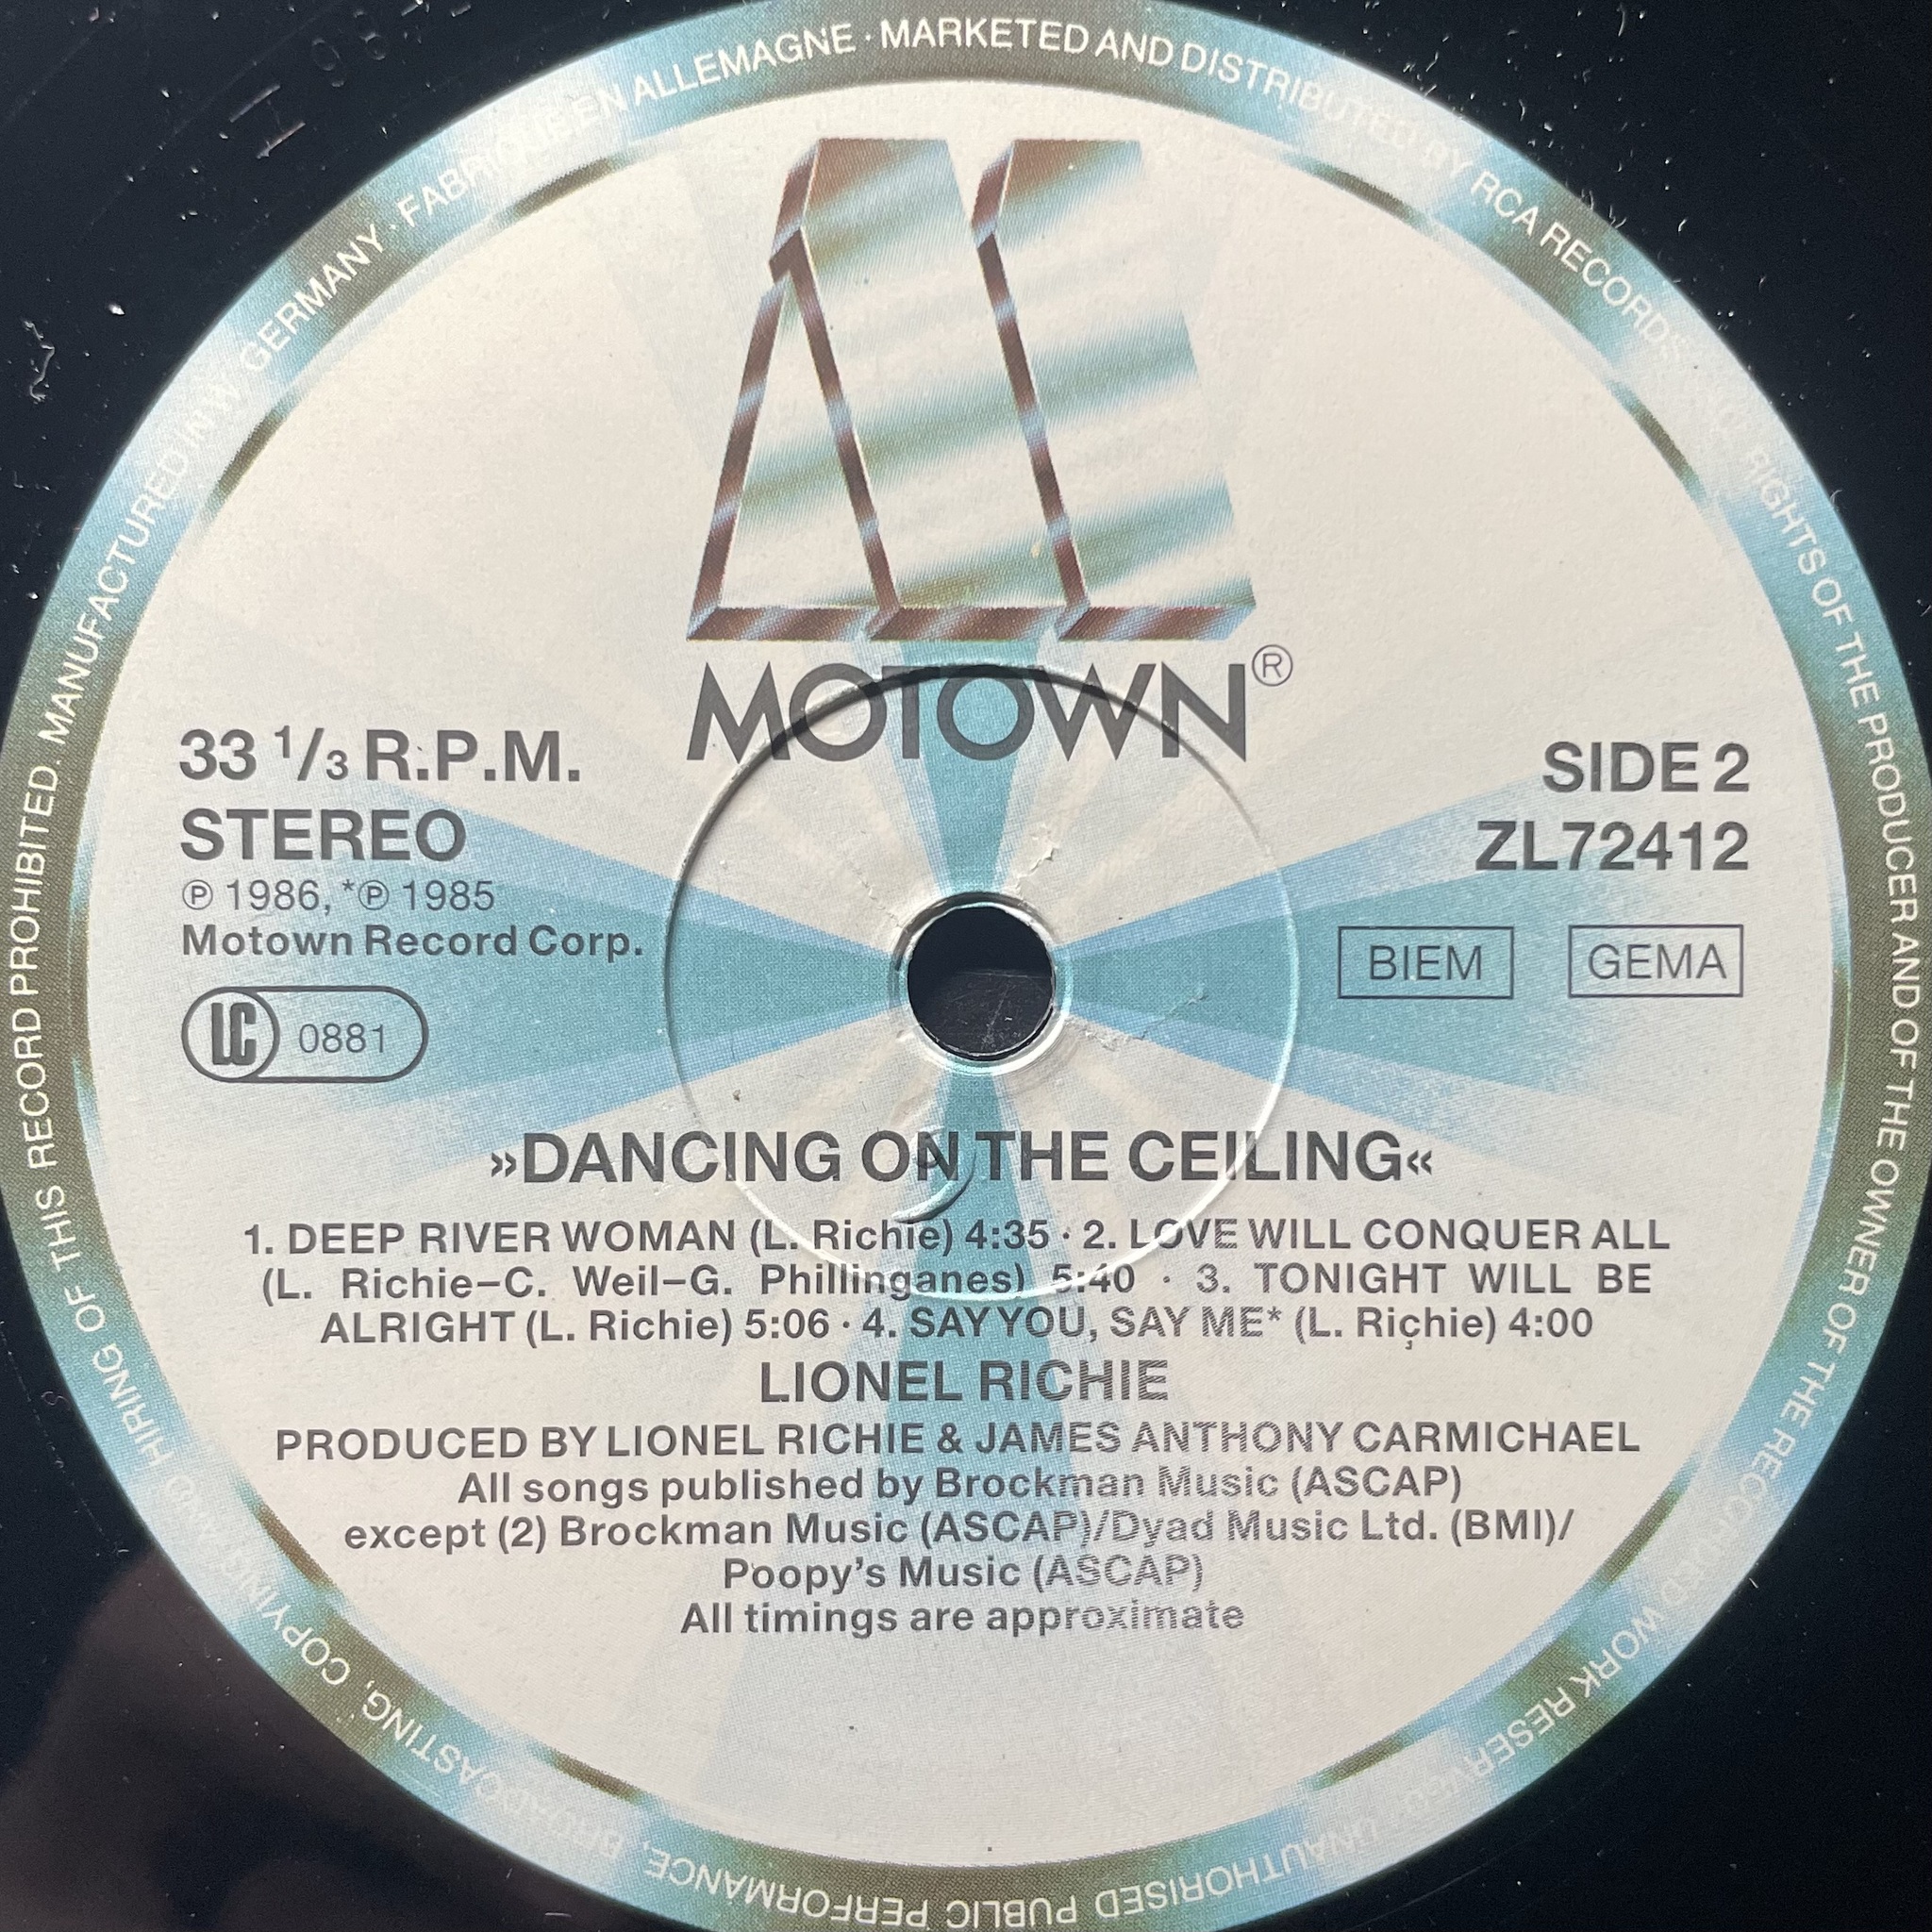 MANUFACTURED IN W. GERMANY · FABRIQUÉ EN ALLEMAGNE · MARKETED AND DISTRIBUTED BY RCA RECORDS
RIGHTS OF THE PRODUCER AND OF THE OWNER OF THE RECORDED WORK RESERVED. UNAUTHORISED PUBLIC PERFORMANCE, BROADCASTING, COPYING, HIRING OF THIS RECORD PROHIBITED.
MOTOWN®
33 1/3 R.P.M.
STEREO
℗ 1986, *℗ 1985
Motown Record Corp.
LC 0881
SIDE 2
ZL72412
BIEM GEMA
»DANCING ON THE CEILING«
1. DEEP RIVER WOMAN (L. Richie) 4:35 · 2. LOVE WILL CONQUER ALL
(L. Richie–C. Weil–G. Phillinganes) 5:40 · 3. TONIGHT WILL BE
ALRIGHT (L. Richie) 5:06 · 4. SAY YOU, SAY ME* (L. Richie) 4:00
LIONEL RICHIE
PRODUCED BY LIONEL RICHIE & JAMES ANTHONY CARMICHAEL
All songs published by Brockman Music (ASCAP)
except (2) Brockman Music (ASCAP)/Dyad Music Ltd. (BMI)/
Poopy's Music (ASCAP)
All timings are approximate